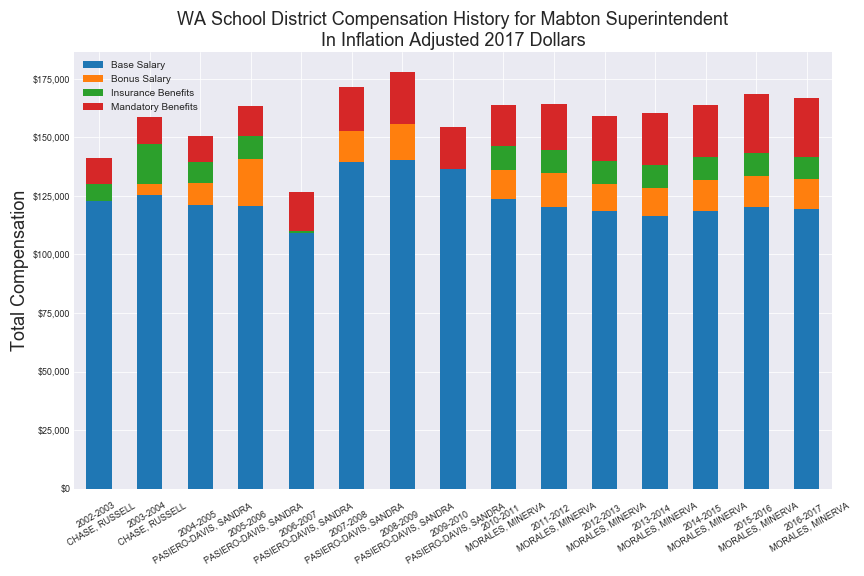 WA School District Compensation History for Mabton Superintendent
In Inflation Adjusted 2017 Dollars
Base Salary
Bonus Salary
Insurance Benefits
Mandatory Benefits
Total Compensation
$175,000
$150,000
$125,000
$100,000
$75,000
$50,000
$25,000
$0
2002-2003
CHASE, RUSSELL
2003-2004
CHASE, RUSSELL
2004-2005
PASIERO-DAVIS, SANDRA
2005-2006
PASIERO-DAVIS, SANDRA
2006-2007
PASIERO-DAVIS, SANDRA
2007-2008
PASIERO-DAVIS, SANDRA
2008-2009
PASIERO-DAVIS, SANDRA
2009-2010
PASIERO-DAVIS, SANDRA
2010-2011
MORALES, MINERVA
2011-2012
MORALES, MINERVA
2012-2013
MORALES, MINERVA
2013-2014
MORALES, MINERVA
2014-2015
MORALES, MINERVA
2015-2016
MORALES, MINERVA
2016-2017
MORALES, MINERVA